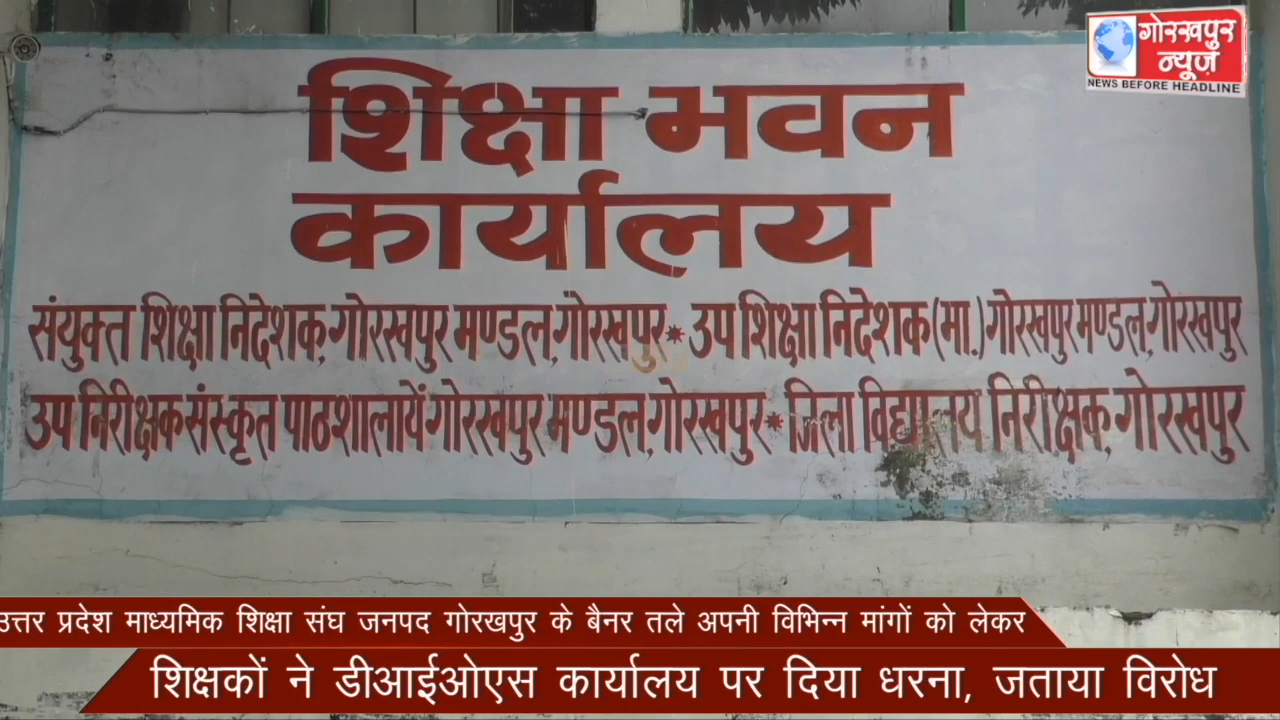 गोरखपुर
न्यूज़
NEWS BEFORE HEADLINE
शिक्षा भवन
कार्यालय
संयुक्त शिक्षा निदेशक,गोरखपुर मण्डल,गोरखपुर* उप शिक्षा निदेशक(मा.)गोरखपुर मण्डल,गोरखपुर
उप निरीक्षक संस्कृत पाठशालायें गोरखपुर मण्डल,गोरखपुर* जिला विद्यालय निरीक्षक, गोरखपुर
उत्तर प्रदेश माध्यमिक शिक्षा संघ जनपद गोरखपुर के बैनर तले अपनी विभिन्न मांगों को लेकर
शिक्षकों ने डीआईओएस कार्यालय पर दिया धरना, जताया विरोध